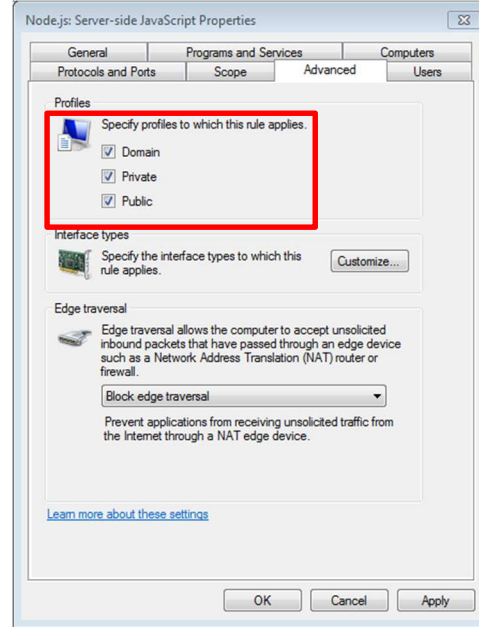 Node.js: Server-side JavaScript Properties
General
Programs and Services
Computers
Protocols and Ports
Scope
Advanced
Users
Profiles
Specify profiles to which this rule applies.
Domain
Private
Public
Interface types
Specify the interface types to which this
rule applies.
Customize...
Edge traversal
Edge traversal allows the computer to accept unsolicited
inbound packets that have passed through an edge device
such as a Network Address Translation (NAT) router or
firewall.
Block edge traversal
Prevent applications from receiving unsolicited traffic from
the Internet through a NAT edge device.
Learn more about these settings
OK
Cancel
Apply